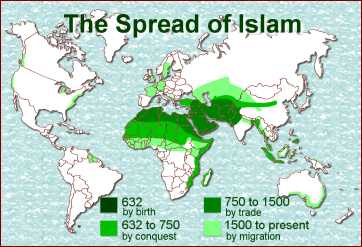 The Spread of Islam
632
by birth
632 to 750
by conquest
750 to 1500
by trade
1500 to present
by migration